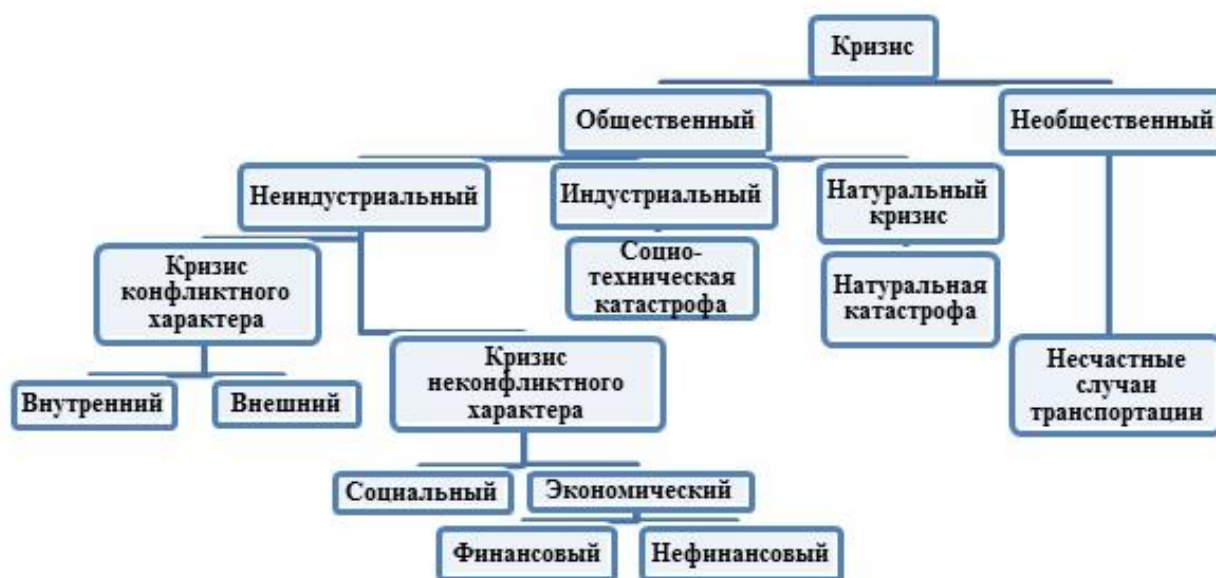 Кризис
Общественный
Необщественный
Неиндустриальный
Индустриальный
Натуральный
кризис
Кризис
конфликтного
характера
Социо-
техническая
катастрофа
Натуральная
катастрофа
Кризис
неконфликтного
характера
Несчастные
случаи
транспортации
Внутренний
Внешний
Социальный
Экономический
Финансовый
Нефинансовый